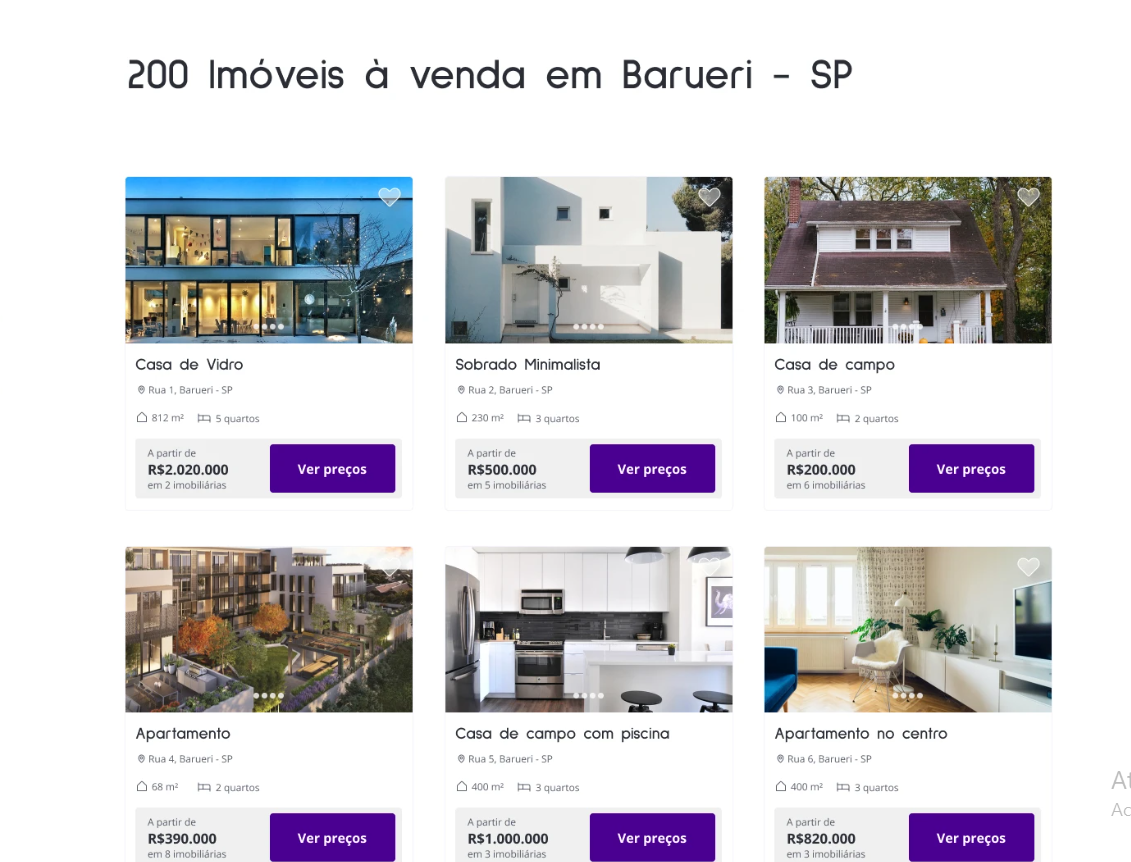 200 Imóveis à venda em Barueri - SP
Casa de Vidro
Rua 1, Barueri - SP
812 m² 5 quartos
A partir de
R$2.020.000
em 2 imobiliárias
Ver preços
Sobrado Minimalista
Rua 2, Barueri - SP
230 m² 3 quartos
A partir de
R$500.000
em 5 imobiliárias
Ver preços
Casa de campo
Rua 3, Barueri - SP
100 m² 2 quartos
A partir de
R$200.000
em 6 imobiliárias
Ver preços
Apartamento
Rua 4, Barueri - SP
68 m² 2 quartos
A partir de
R$390.000
em 8 imobiliárias
Ver preços
Casa de campo com piscina
Rua 5, Barueri - SP
400 m² 3 quartos
A partir de
R$1.000.000
em 3 imobiliárias
Ver preços
Apartamento no centro
Rua 6, Barueri - SP
400 m² 3 quartos
A partir de
R$820.000
em 3 imobiliárias
Ver preços